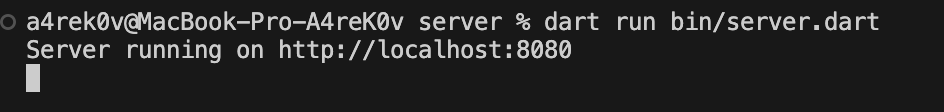 a4rek0v@MacBook-Pro-A4reK0v server % dart run bin/server.dart
Server running on http://localhost:8080